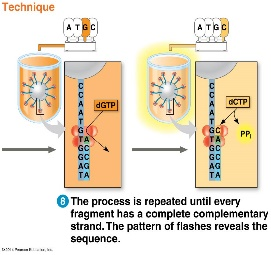 Technique
A T G C
A T G C
C
C
A
A
T
G T
A A
C
G C
C G
G C
A T
T A
dGTP
C
C
A
A
T
G C
T A
A
G C
C G
G C
A T
T A
dCTP
PPi
8 The process is repeated until every
fragment has a complete complementary
strand. The pattern of flashes reveals the
sequence.